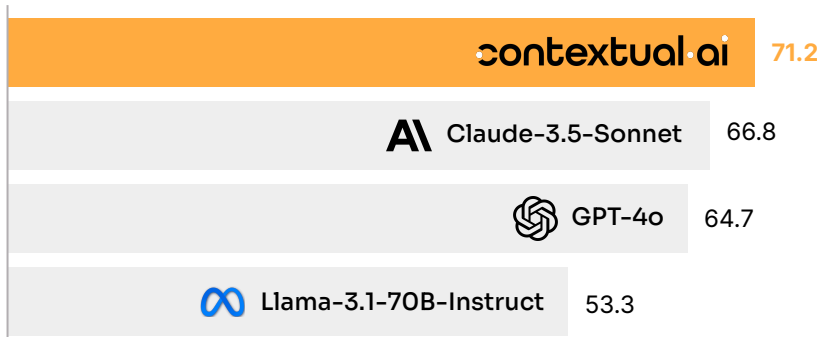 contextual·ai 71.2
Claude-3.5-Sonnet 66.8
GPT-4o 64.7
Llama-3.1-70B-Instruct 53.3